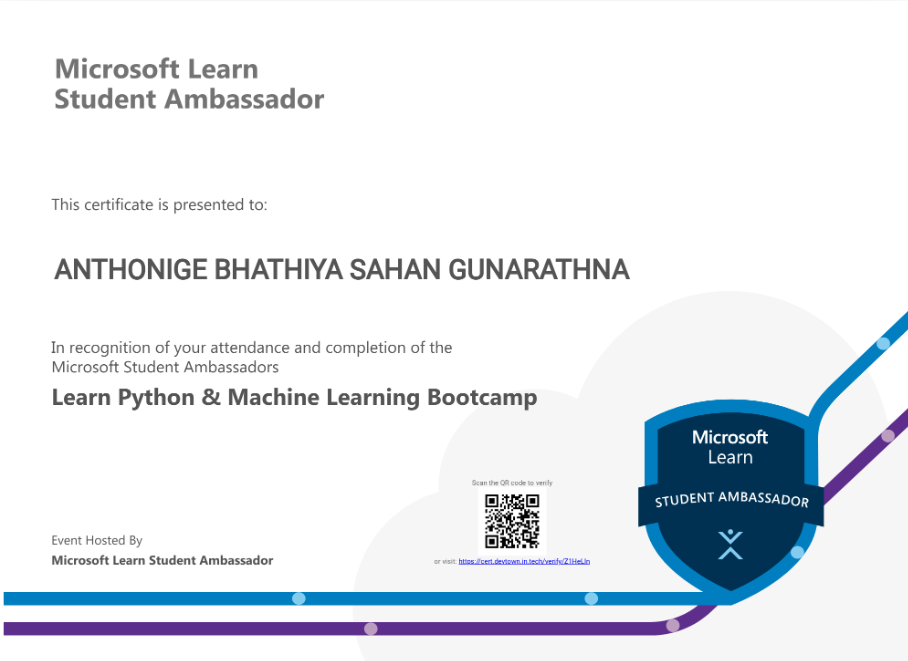 Microsoft Learn
Student Ambassador
This certificate is presented to:
ANTHONIGE BHATHIYA SAHAN GUNARATHNA
In recognition of your attendance and completion of the
Microsoft Student Ambassadors
Learn Python & Machine Learning Bootcamp
Microsoft
Learn
STUDENT AMBASSADOR
Scan the QR code to verify
Event Hosted By
Microsoft Learn Student Ambassador
or visit: https://cert.devtown.in.tech/verify/Z1HeLln